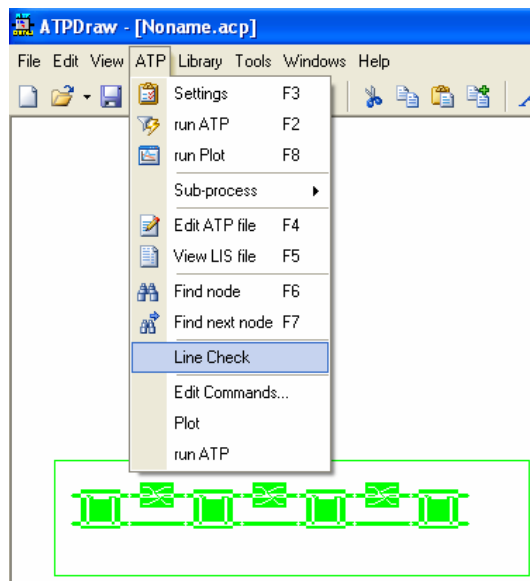 ATPDraw - [Noname.acp]
File Edit View ATP Library Tools Windows Help
Settings F3
run ATP F2
run Plot F8
Sub-process
Edit ATP file F4
View LIS file F5
Find node F6
Find next node F7
Line Check
Edit Commands...
Plot
run ATP